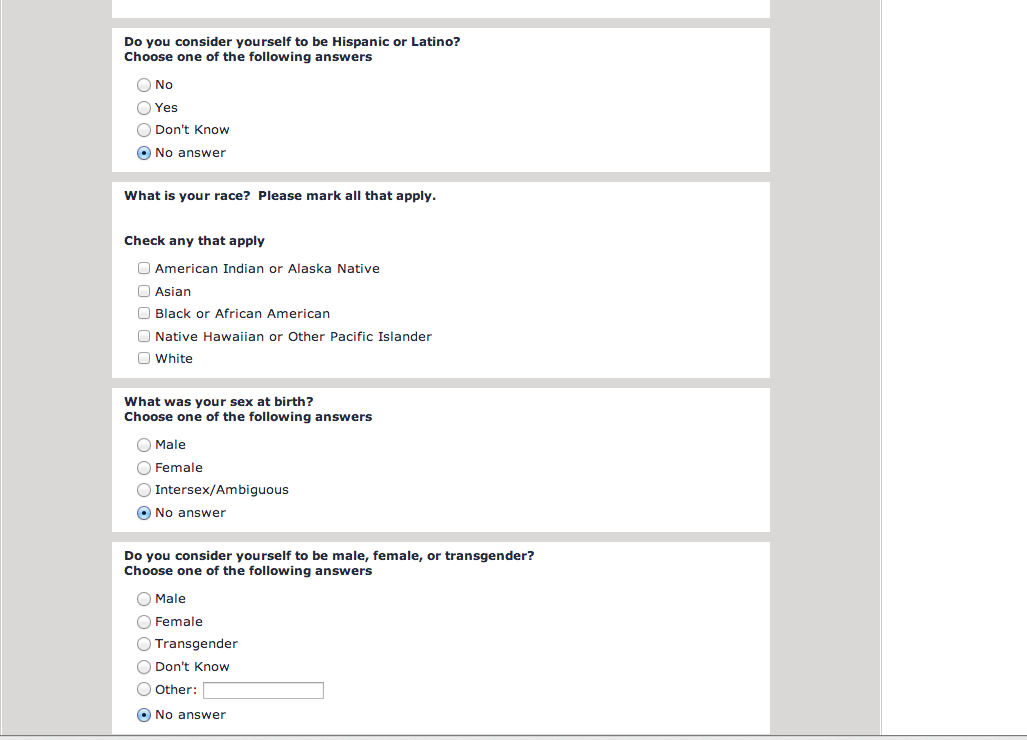 Do you consider yourself to be Hispanic or Latino?
Choose one of the following answers
No
Yes
Don't Know
No answer
What is your race?  Please mark all that apply.
Check any that apply
American Indian or Alaska Native
Asian
Black or African American
Native Hawaiian or Other Pacific Islander
White
What was your sex at birth?
Choose one of the following answers
Male
Female
Intersex/Ambiguous
No answer
Do you consider yourself to be male, female, or transgender?
Choose one of the following answers
Male
Female
Transgender
Don't Know
Other:
No answer